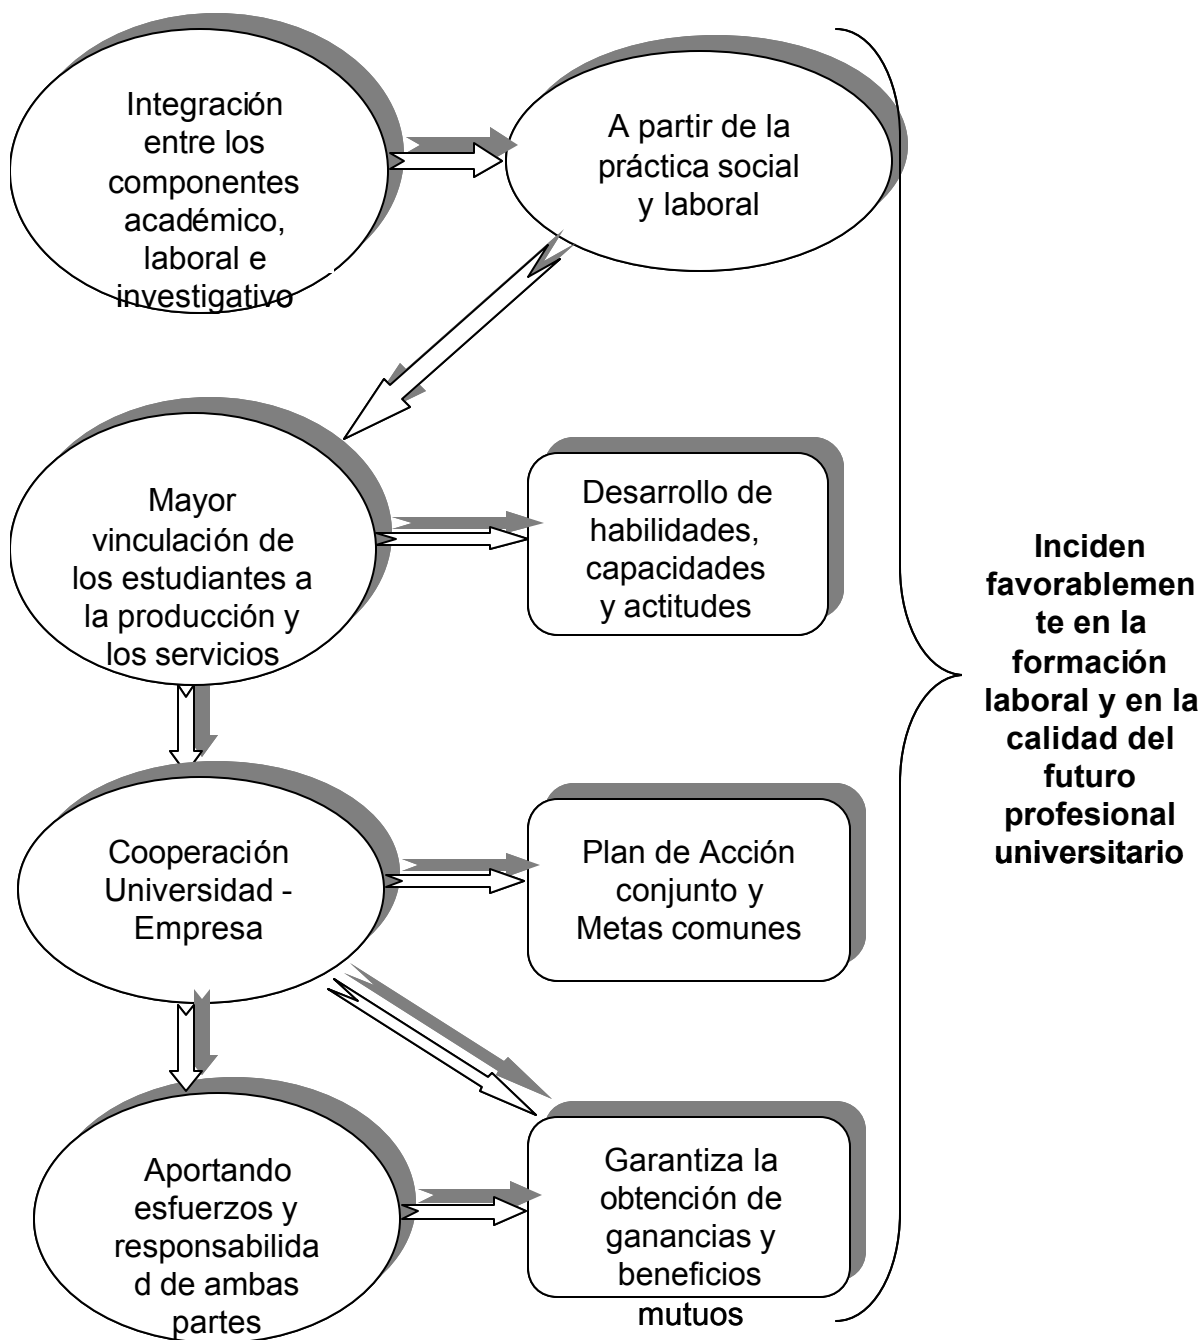 Integración
entre los
componentes
académico,
laboral e
investigativo
A partir de la
práctica social
y laboral
Mayor
vinculación de
los estudiantes a
la producción y
los servicios
Desarrollo de
habilidades,
capacidades
y actitudes
Cooperación
Universidad -
Empresa
Plan de Acción
conjunto y
Metas comunes
Aportando
esfuerzos y
responsabilida
d de ambas
partes
Garantiza la
obtención de
ganancias y
beneficios
mutuos
Inciden
favorablemen
te en la
formación
laboral y en la
calidad del
futuro
profesional
universitario